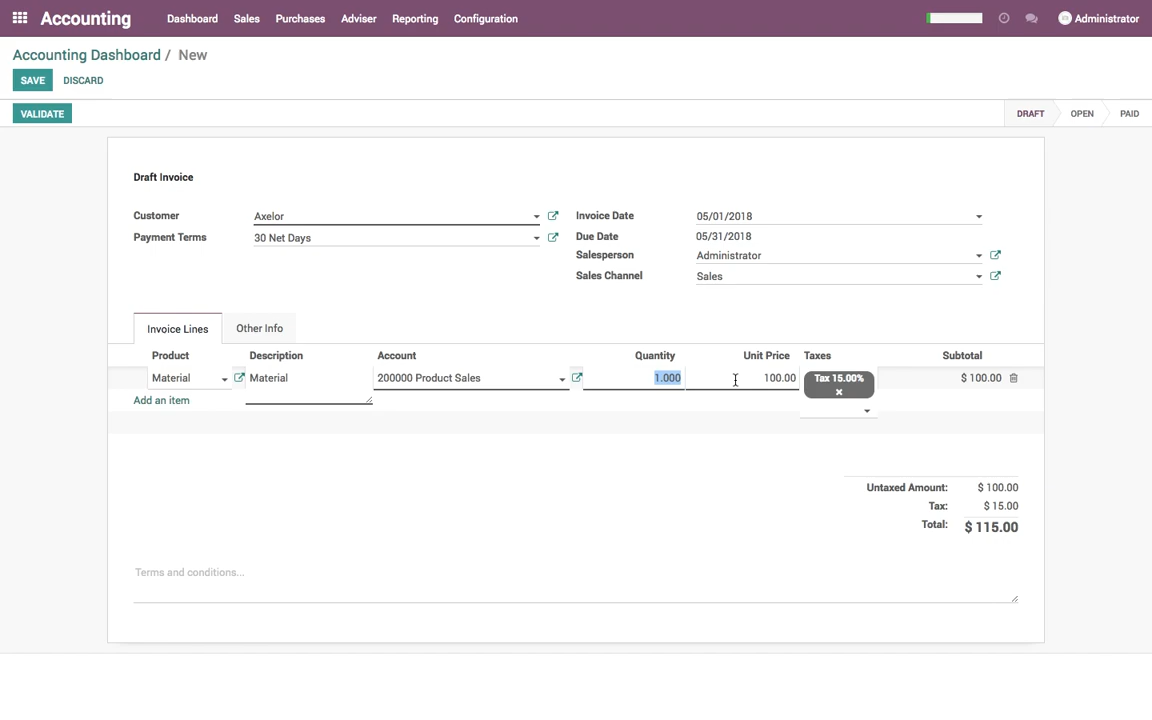 Accounting Dashboard Sales Purchases Adviser Reporting Configuration Administrator
Accounting Dashboard / New
SAVE DISCARD
VALIDATE DRAFT OPEN PAID
Draft Invoice
Customer Axelor Invoice Date 05/01/2018
Payment Terms 30 Net Days Due Date 05/31/2018
Salesperson Administrator
Sales Channel Sales
Invoice Lines Other Info
Product Description Account Quantity Unit Price Taxes Subtotal
Material Material 200000 Product Sales 1.000 100.00 Tax 15.00% $ 100.00
Add an item
Untaxed Amount: $ 100.00
Tax: $ 15.00
Total: $ 115.00
Terms and conditions...